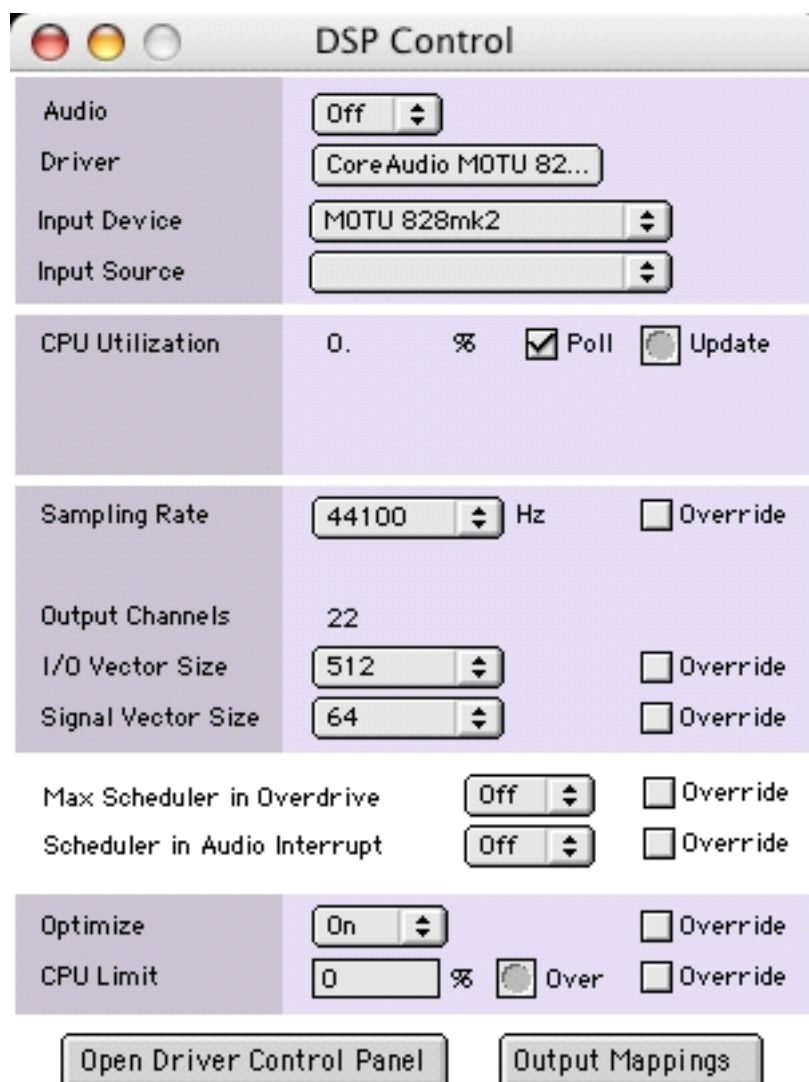 DSP Control
Audio Off
Driver CoreAudio MOTU 82...
Input Device MOTU 828mk2
Input Source
CPU Utilization 0. % Poll Update
Sampling Rate 44100 Hz Override
Output Channels 22
I/O Vector Size 512 Override
Signal Vector Size 64 Override
Max Scheduler in Overdrive Off Override
Scheduler in Audio Interrupt Off Override
Optimize On Override
CPU Limit 0 % Over Override
Open Driver Control Panel Output Mappings